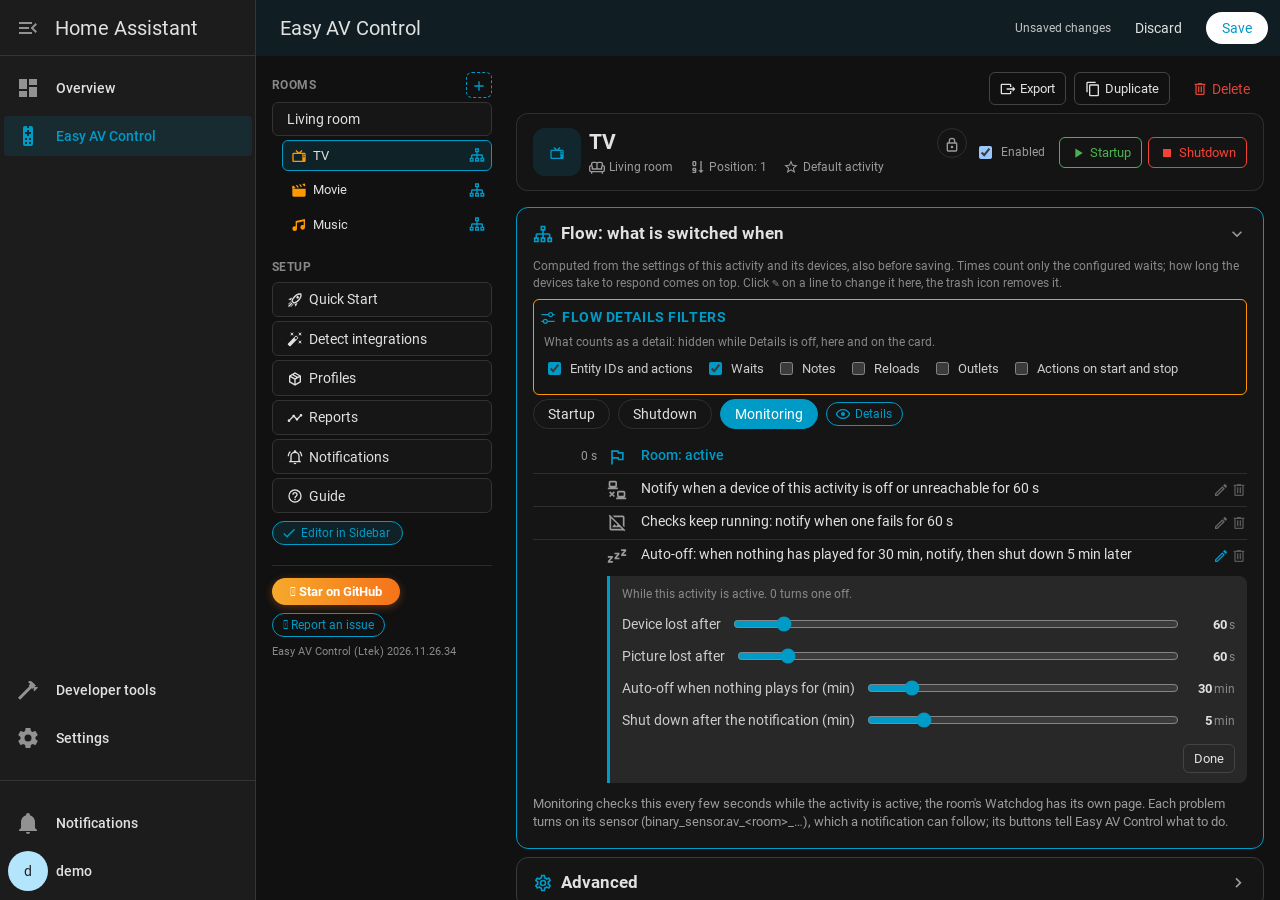 Home Assistant
Easy AV Control
Unsaved changes
Discard
Save
Overview
Easy AV Control
Developer tools
Settings
Notifications
d
demo
ROOMS
Living room
TV
Movie
Music
SETUP
Quick Start
Detect integrations
Profiles
Reports
Notifications
Guide
Editor in Sidebar
Star on GitHub
Report an issue
Easy AV Control (Ltek) 2026.11.26.34
Export
Duplicate
Delete
TV
Living room
Position: 1
Default activity
Enabled
Startup
Shutdown
Flow: what is switched when
Computed from the settings of this activity and its devices, also before saving. Times count only the configured waits; how long the
devices take to respond comes on top. Click ✎ on a line to change it here, the trash icon removes it.
FLOW DETAILS FILTERS
What counts as a detail: hidden while Details is off, here and on the card.
Entity IDs and actions
Waits
Notes
Reloads
Outlets
Actions on start and stop
Startup
Shutdown
Monitoring
Details
0 s
Room: active
Notify when a device of this activity is off or unreachable for 60 s
Checks keep running: notify when one fails for 60 s
Auto-off: when nothing has played for 30 min, notify, then shut down 5 min later
While this activity is active. 0 turns one off.
Device lost after
60 s
Picture lost after
60 s
Auto-off when nothing plays for (min)
30 min
Shut down after the notification (min)
5 min
Done
Monitoring checks this every few seconds while the activity is active; the room's Watchdog has its own page. Each problem
turns on its sensor (binary_sensor.av_<room>_…), which a notification can follow; its buttons tell Easy AV Control what to do.
Advanced